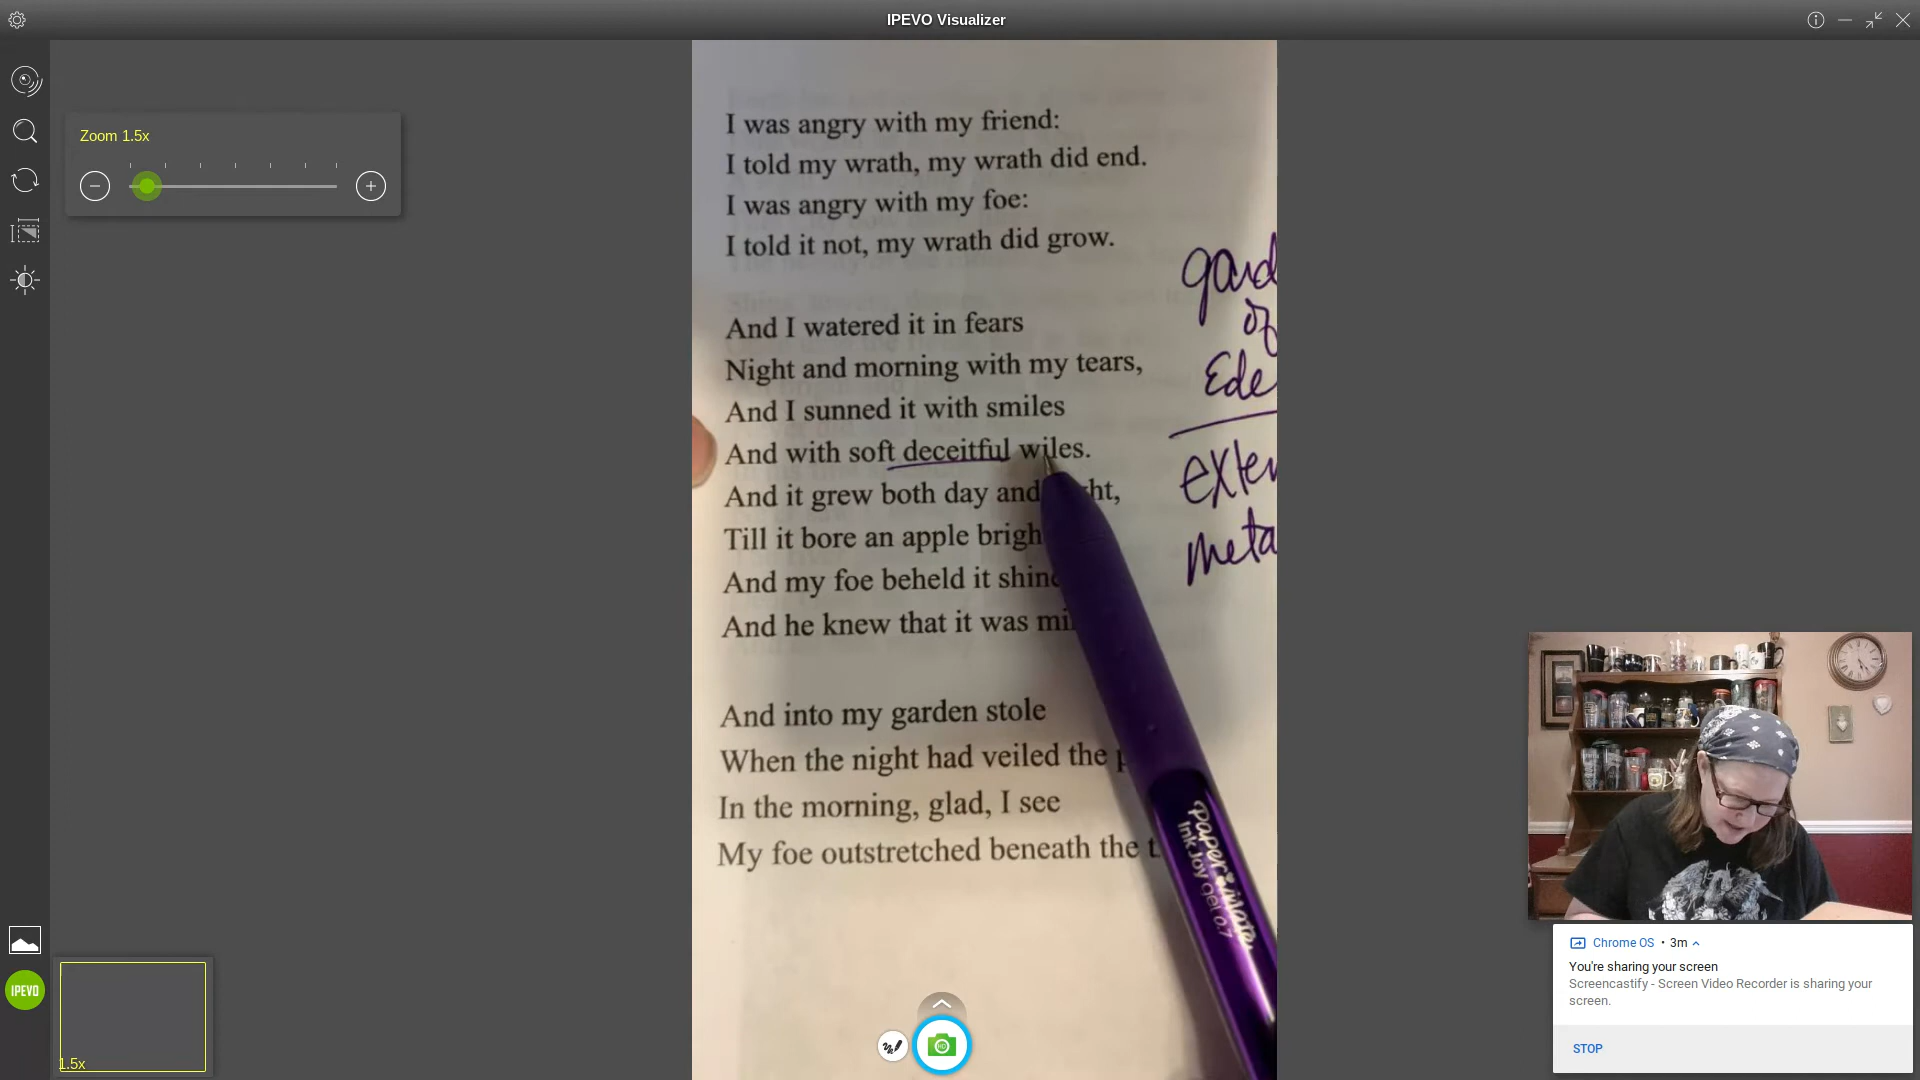 IPEVO Visualizer
Zoom 1.5x
I was angry with my friend:
I told my wrath, my wrath did end.
I was angry with my foe:
I told it not, my wrath did grow.
And I watered it in fears
Night and morning with my tears,
And I sunned it with smiles
And with soft deceitful wiles.
And it grew both day and
Till it bore an apple
And my foe beheld it
And he knew that it was
And into my garden stole
When the night had veiled the
In the morning, glad, I see
My foe outstretched beneath the
of
Paper mate
InkJoy gel 0.7
IPEVO
1.5x
Chrome OS • 3m
You're sharing your screen
Screencastify - Screen Video Recorder is sharing your
screen.
STOP